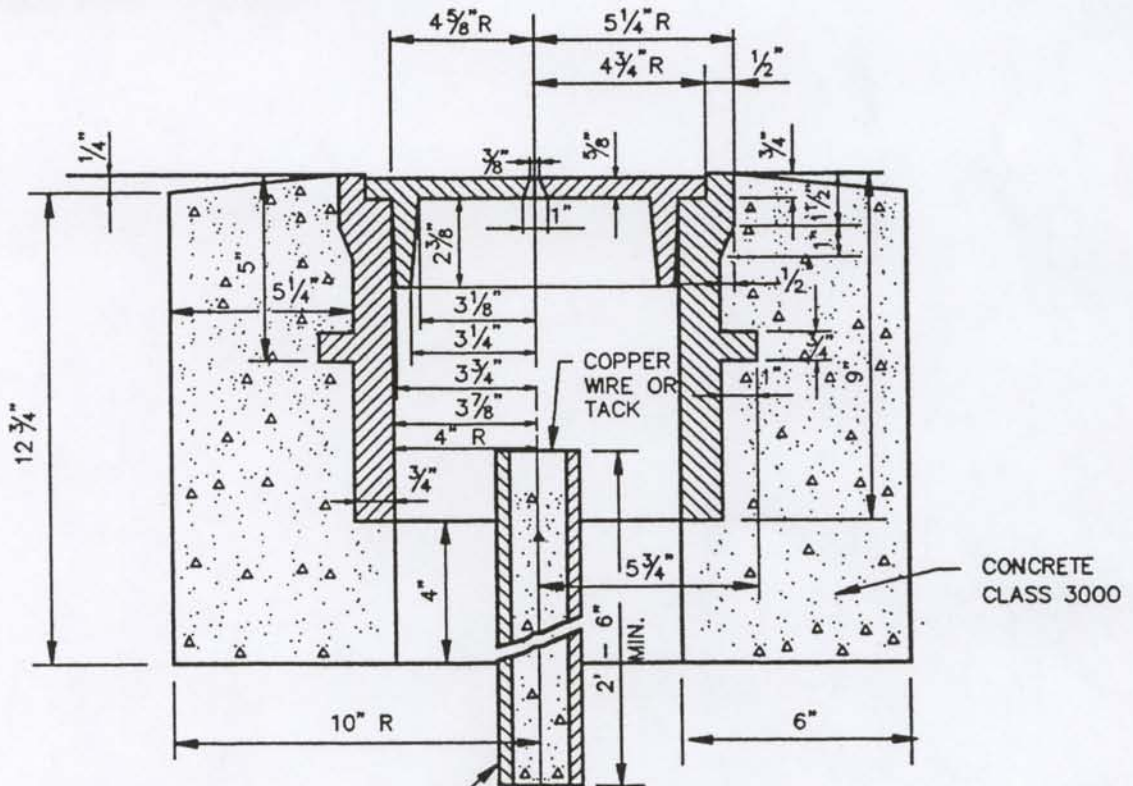 4 5/8" R
5 1/4" R
4 3/4" R
1/2"
1/4"
3/8"
5/8"
3/4"
1 1/2"
1"
2 3/8"
1"
5"
5 1/4"
1/2"
3 1/8"
3 1/4"
3/4"
9"
12 3/4"
3 3/4"
COPPER
WIRE OR
TACK
1"
3 7/8"
4" R
3/4"
5 3/4"
4"
CONCRETE
CLASS 3000
2' - 6"
MIN.
10" R
6"